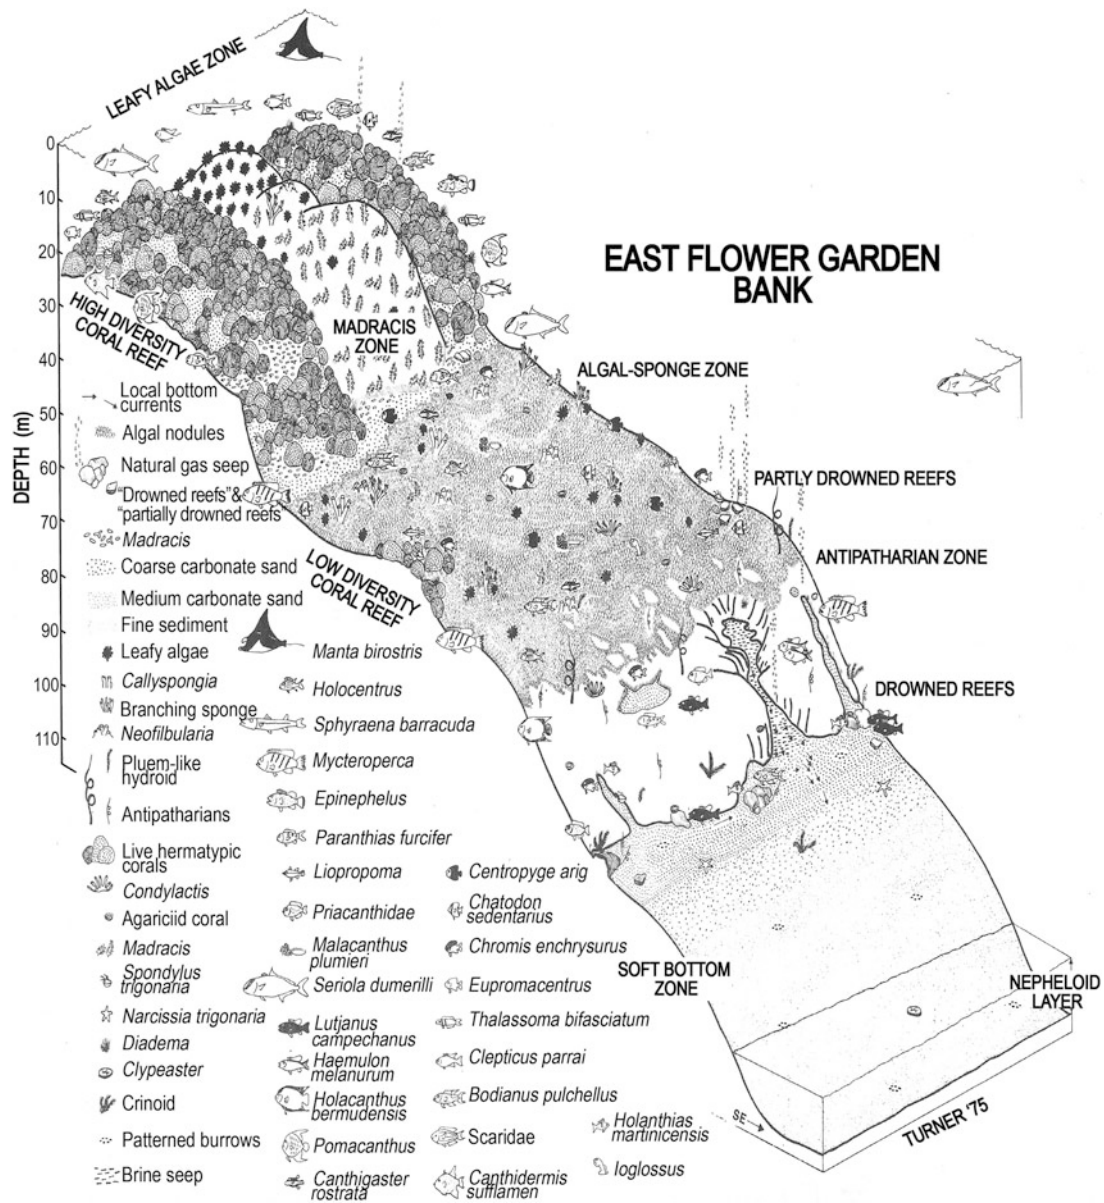 LEAFY ALGAE ZONE
EAST FLOWER GARDEN
BANK
0
10
20
30
40
50
60
70
80
90
100
110
DEPTH (m)
HIGH DIVERSITY
CORAL REEF
MADRACIS
ZONE
ALGAL-SPONGE ZONE
PARTLY DROWNED REEFS
ANTIPATHARIAN ZONE
LOW DIVERSITY
CORAL REEF
DROWNED REEFS
SOFT BOTTOM
ZONE
NEPHELOID
LAYER
SE
TURNER '75
Local bottom
currents
Algal nodules
Natural gas seep
"Drowned reefs" &
"partially drowned reefs"
Madracis
Coarse carbonate sand
Medium carbonate sand
Fine sediment
Leafy algae
Callyspongia
Branching sponge
Neofilbularia
Pluem-like
hydroid
Antipatharians
Live hermatypic
corals
Condylactis
Agariciid coral
Madracis
Spondylus
trigonaria
Narcissia trigonaria
Diadema
Clypeaster
Crinoid
Patterned burrows
Brine seep
Manta birostris
Holocentrus
Sphyraena barracuda
Mycteroperca
Epinephelus
Paranthias furcifer
Liopropoma
Priacanthidae
Malacanthus
plumieri
Seriola dumerilli
Lutjanus
campechanus
Haemulon
melanurum
Holacanthus
bermudensis
Pomacanthus
Canthigaster
rostrata
Centropyge arig
Chatodon
sedentarius
Chromis enchrysurus
Eupromacentrus
Thalassoma bifasciatum
Clepticus parrai
Bodianus pulchellus
Scaridae
Canthidermis
sufflamen
Holanthias
martinicensis
Ioglossus